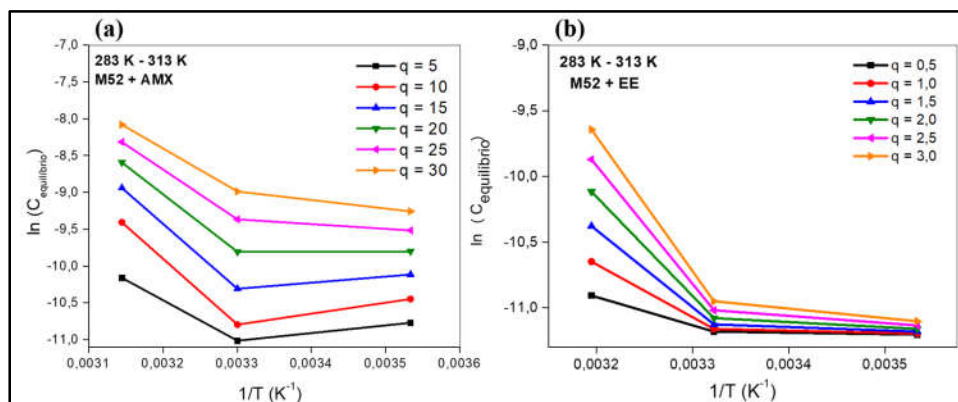 (a)
283 K - 313 K
M52 + AMX
q = 5
q = 10
q = 15
q = 20
q = 25
q = 30
-7,0
-7,5
-8,0
-8,5
-9,0
-9,5
-10,0
-10,5
-11,0
ln (C equilibrio)
0,0031 0,0032 0,0033 0,0034 0,0035 0,0036
1/T (K⁻¹)
(b)
283 K - 313 K
M52 + EE
q = 0,5
q = 1,0
q = 1,5
q = 2,0
q = 2,5
q = 3,0
-9,0
-9,5
-10,0
-10,5
-11,0
ln ( C equilibrio)
0,0032 0,0033 0,0034 0,0035
1/T (K⁻¹)